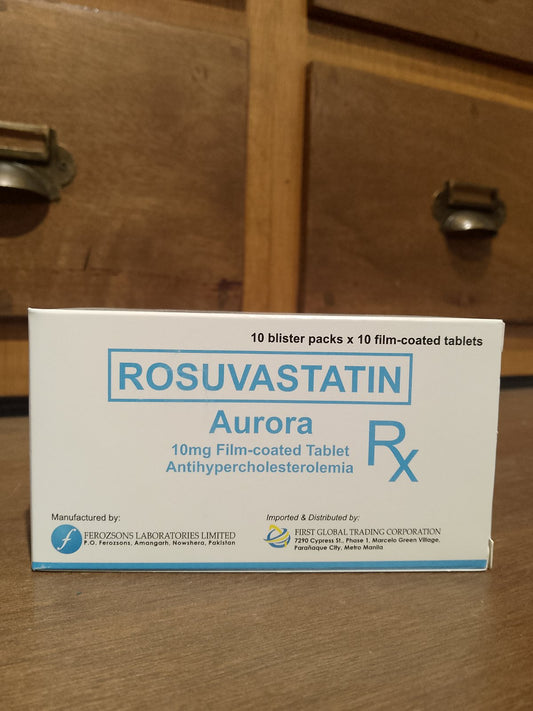 10 blister packs x 10 film-coated tablets
ROSUVASTATIN
Aurora
10mg Film-coated Tablet
Antihypercholesterolemia
Rx
Manufactured by:
f
FEROZSONS LABORATORIES LIMITED
P.O. Ferozsons, Amangarh, Nowshera, Pakistan
Imported & Distributed by:
FIRST GLOBAL TRADING CORPORATION
7290 Cypress St., Phase 1, Marcelo Green Village,
Parañaque City, Metro Manila